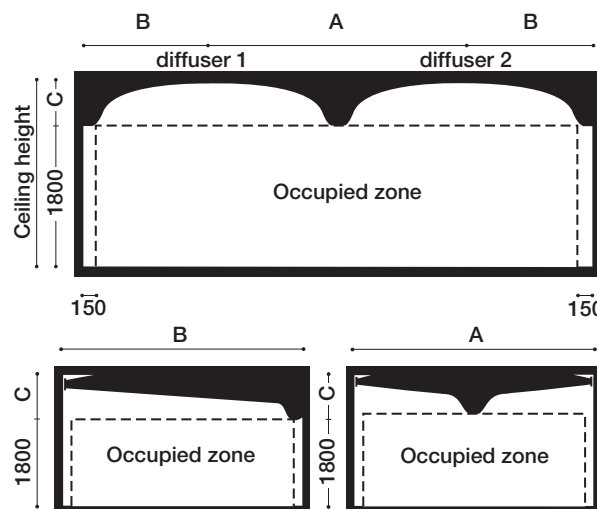 B A B
diffuser 1 diffuser 2
Ceiling height
C
1800
Occupied zone
150 150
B A
C
1800
Occupied zone
C
1800
Occupied zone